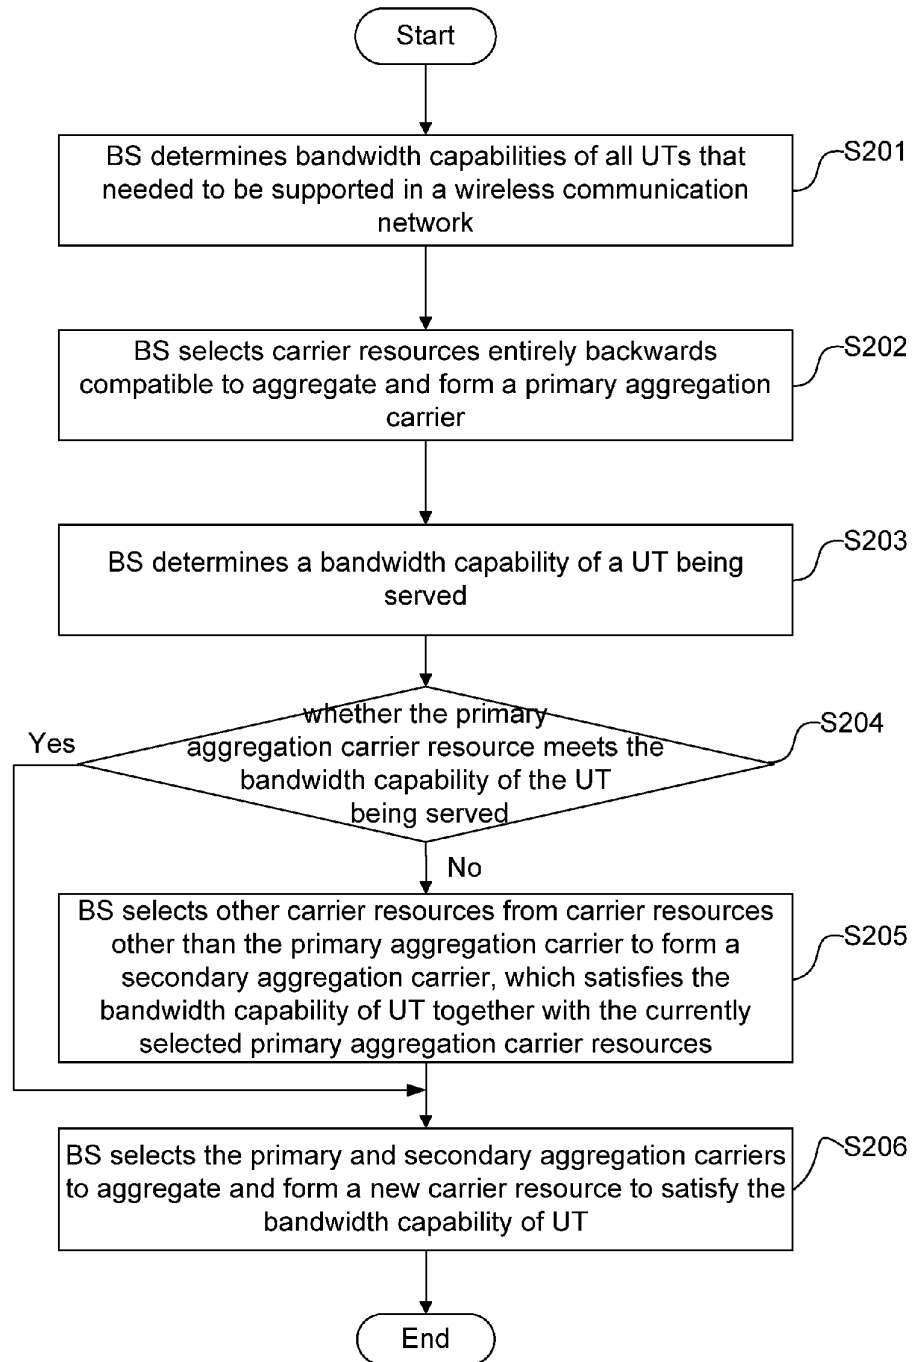 Start
BS determines bandwidth capabilities of all UTs that
needed to be supported in a wireless communication
network
S201
BS selects carrier resources entirely backwards
compatible to aggregate and form a primary aggregation
carrier
S202
BS determines a bandwidth capability of a UT being
served
S203
whether the primary
aggregation carrier resource meets the
bandwidth capability of the UT
being served
S204
Yes
No
BS selects other carrier resources from carrier resources
other than the primary aggregation carrier to form a
secondary aggregation carrier, which satisfies the
bandwidth capability of UT together with the currently
selected primary aggregation carrier resources
S205
BS selects the primary and secondary aggregation carriers
to aggregate and form a new carrier resource to satisfy the
bandwidth capability of UT
S206
End